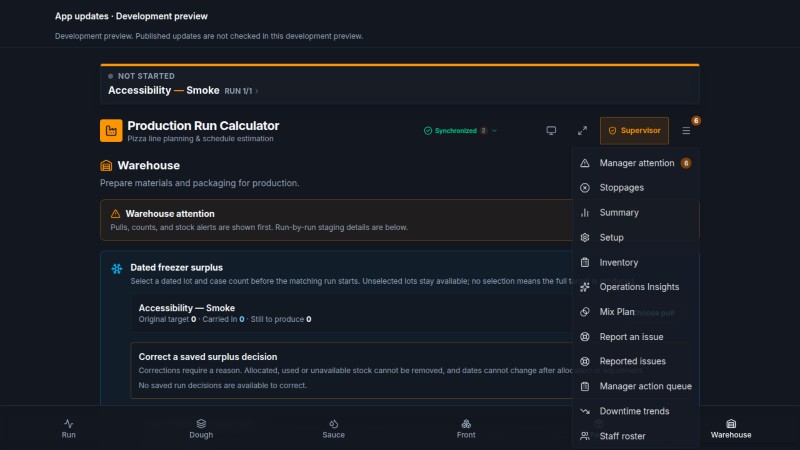 App updates · Development preview
Development preview. Published updates are not checked in this development preview.
NOT STARTED
Accessibility — Smoke RUN 1/1 ›
Production Run Calculator
Pizza line planning & schedule estimation
Synchronized 2
Supervisor
6
Warehouse
Prepare materials and packaging for production.
Warehouse attention
Pulls, counts, and stock alerts are shown first. Run-by-run staging details are below.
Dated freezer surplus
Select a dated lot and case count before the matching run starts. Unselected lots stay available; no selection means the full
Accessibility — Smoke
Original target 0 · Carried in 0 · Still to produce 0
Correct a saved surplus decision
Corrections require a reason. Allocated, used or unavailable stock cannot be removed, and dates cannot change after
No saved run decisions are available to correct.
Manager attention 6
Stoppages
Summary
Setup
Inventory
Operations Insights
Mix Plan
Report an issue
Reported issues
Manager action queue
Downtime trends
Staff roster
Run
Dough
Sauce
Front
Warehouse